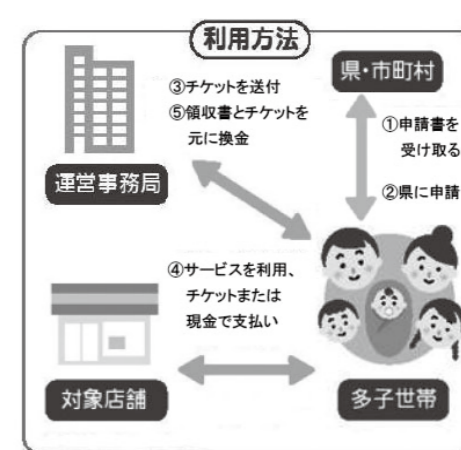 利用方法
③チケットを送付
⑤領収書とチケットを
元に換金
運営事務局
県・市町村
①申請書を
受け取る
②県に申請
④サービスを利用、
チケットまたは
現金で支払い
対象店舗
多子世帯